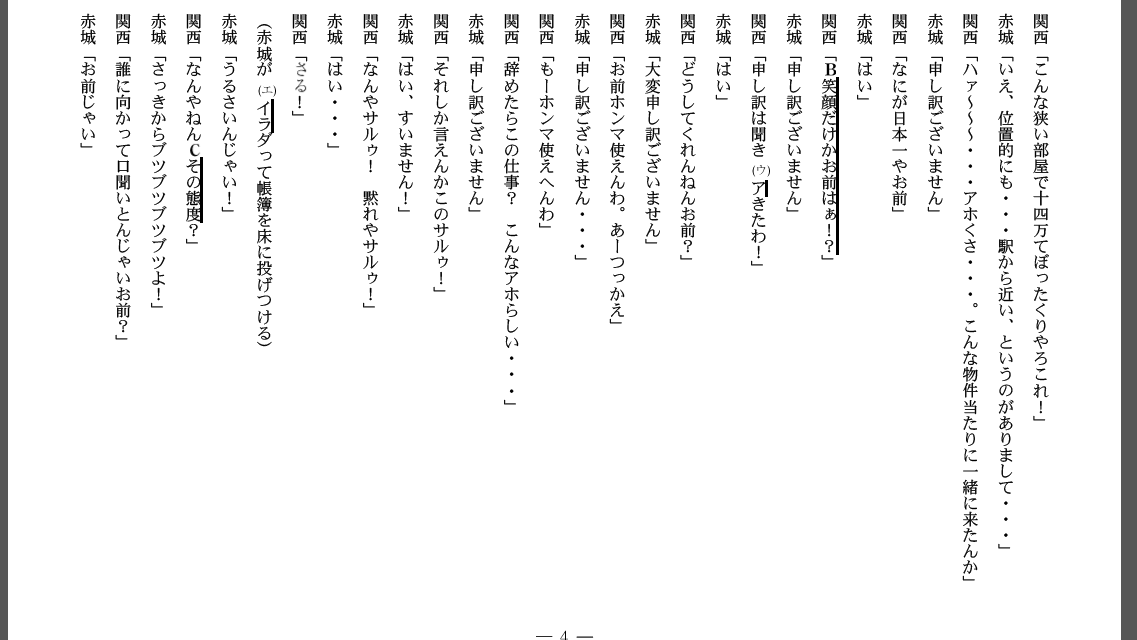 関西「こんな狭い部屋で十四万てぼったくりやろこれ！」
赤城「いえ、位置的にも・・・駅から近い、というのがありまして・・・」
関西「ハァ～～～・・・アホくさ・・・。こんな物件当たりに一緒に来たんか」
赤城「申し訳ございません」
関西「なにが日本一やお前」
赤城「はい」
関西「B笑顔だけかお前はぁ！？」
赤城「申し訳ございません」
関西「申し訳は聞き(ウ)アきたわ！」
赤城「はい」
関西「どうしてくれんねんお前？」
赤城「大変申し訳ございません」
関西「お前ホンマ使えんわ。あーつっかえ」
赤城「申し訳ございません・・・」
関西「もーホンマ使えへんわ」
関西「辞めたらこの仕事？　こんなアホらしい・・・」
赤城「申し訳ございません」
関西「それしか言えんかこのサルゥ！」
赤城「はい、すいません！」
関西「なんやサルゥ！　黙れやサルゥ！」
赤城「はい・・・」
関西「さる！」
（赤城が(エ)イラダって帳簿を床に投げつける）
赤城「うるさいんじゃい！」
関西「なんやねんCその態度？」
赤城「さっきからブツブツブツブツよ！」
関西「誰に向かって口聞いとんじゃいお前？」
赤城「お前じゃい」
― 4 ―